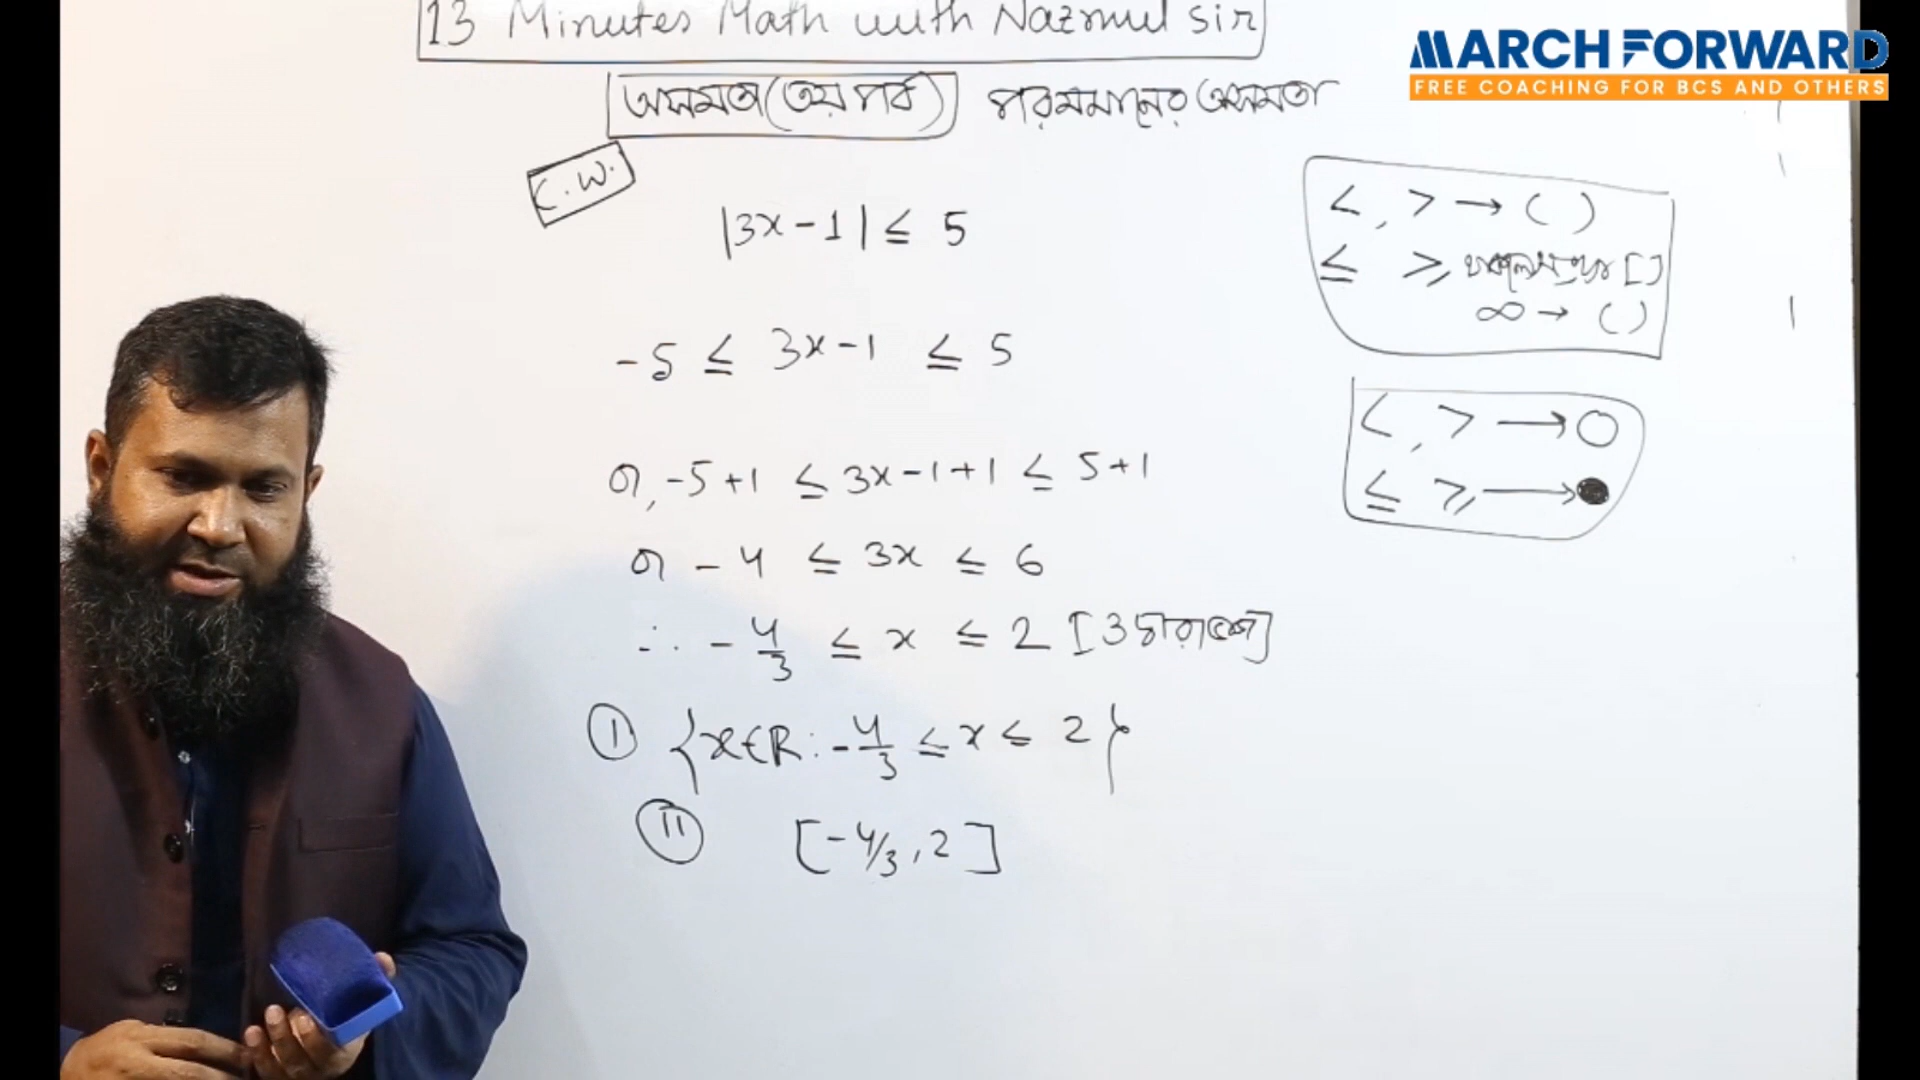 13 Minutes Math with Nazmul sir
MARCH FORWARD
FREE COACHING FOR BCS AND OTHERS
অসমতা (৩য় পর্ব) পরমমানের অসমতা
C.W.
|3x-1| ≤ 5
-5 ≤ 3x-1 ≤ 5
বা, -5+1 ≤ 3x-1+1 ≤ 5+1
বা -4 ≤ 3x ≤ 6
∴ -4/3 ≤ x ≤ 2 [3 দ্বারা ভাগ]
I {x∈R: -4/3 ≤ x ≤ 2}
II [-4/3, 2]
<, > → ( )
≤ ≥, [ ]
∞ → ( )
<, > → ○
≤ ≥, → ●